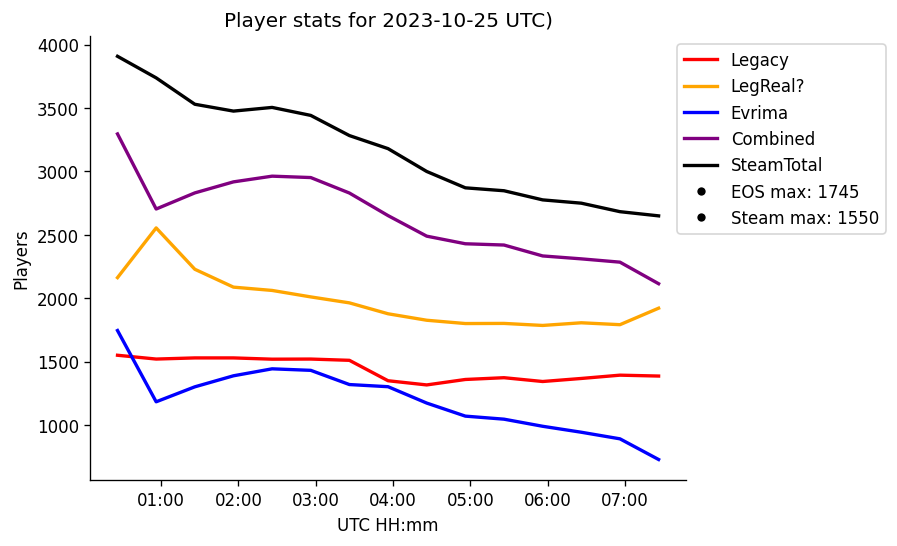 Player stats for 2023-10-25 UTC)
4000
3500
3000
2500
2000
1500
1000
Players
01:00 02:00 03:00 04:00 05:00 06:00 07:00
UTC HH:mm
Legacy
LegReal?
Evrima
Combined
SteamTotal
EOS max: 1745
Steam max: 1550